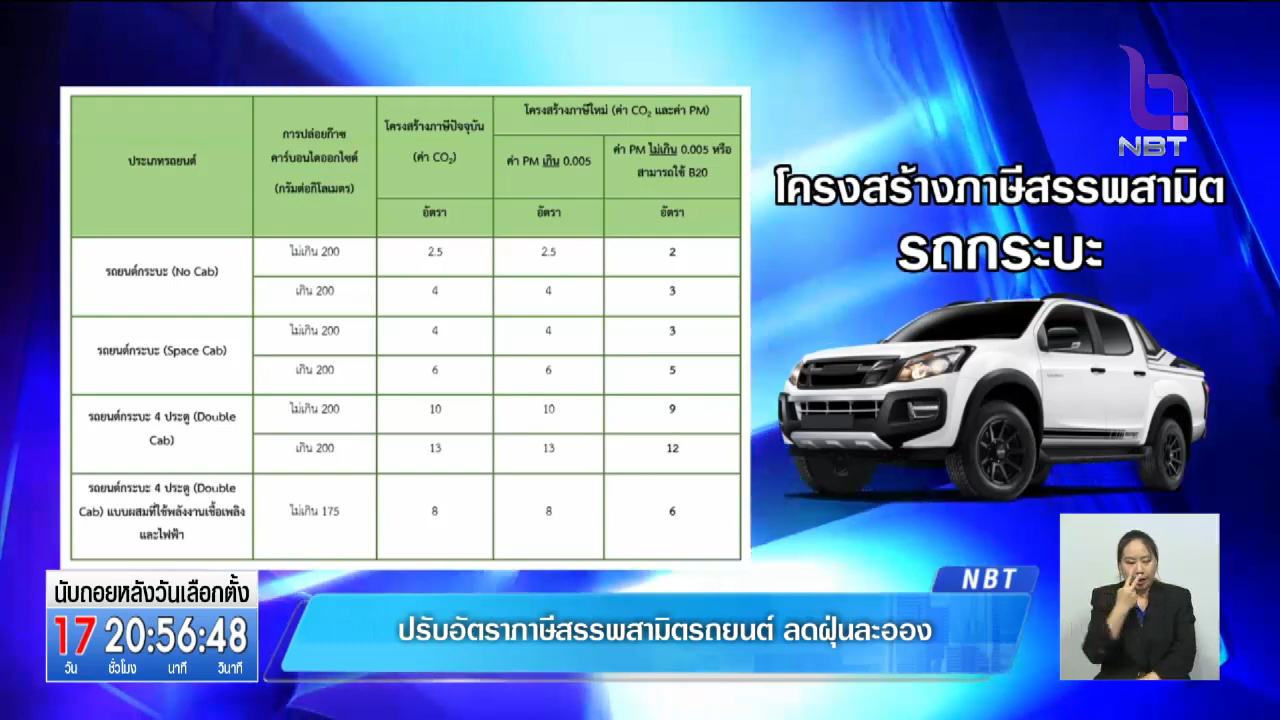 NBT
โครงสร้างภาษีสรรพสามิต
รถกระบะ
ประเภทรถยนต์
การปล่อยก๊าซ
คาร์บอนไดออกไซด์
(กรัมต่อกิโลเมตร)
โครงสร้างภาษีปัจจุบัน
(ค่า CO₂)
โครงสร้างภาษีใหม่ (ค่า CO₂ และค่า PM)
ค่า PM เกิน 0.005
ค่า PM ไม่เกิน 0.005 หรือ
สามารถใช้ B20
อัตรา อัตรา อัตรา
รถยนต์กระบะ (No Cab)
ไม่เกิน 200 2.5 2.5 2
เกิน 200 4 4 3
รถยนต์กระบะ (Space Cab)
ไม่เกิน 200 4 4 3
เกิน 200 6 6 5
รถยนต์กระบะ 4 ประตู (Double
Cab)
ไม่เกิน 200 10 10 9
เกิน 200 13 13 12
รถยนต์กระบะ 4 ประตู (Double
Cab) แบบผสมที่ใช้พลังงานเชื้อเพลิง
และไฟฟ้า
ไม่เกิน 175 8 8 6
นับถอยหลังวันเลือกตั้ง
17 20:56:48
วัน ชั่วโมง นาที วินาที
NBT
ปรับอัตราภาษีสรรพสามิตรถยนต์ ลดฝุ่นละออง